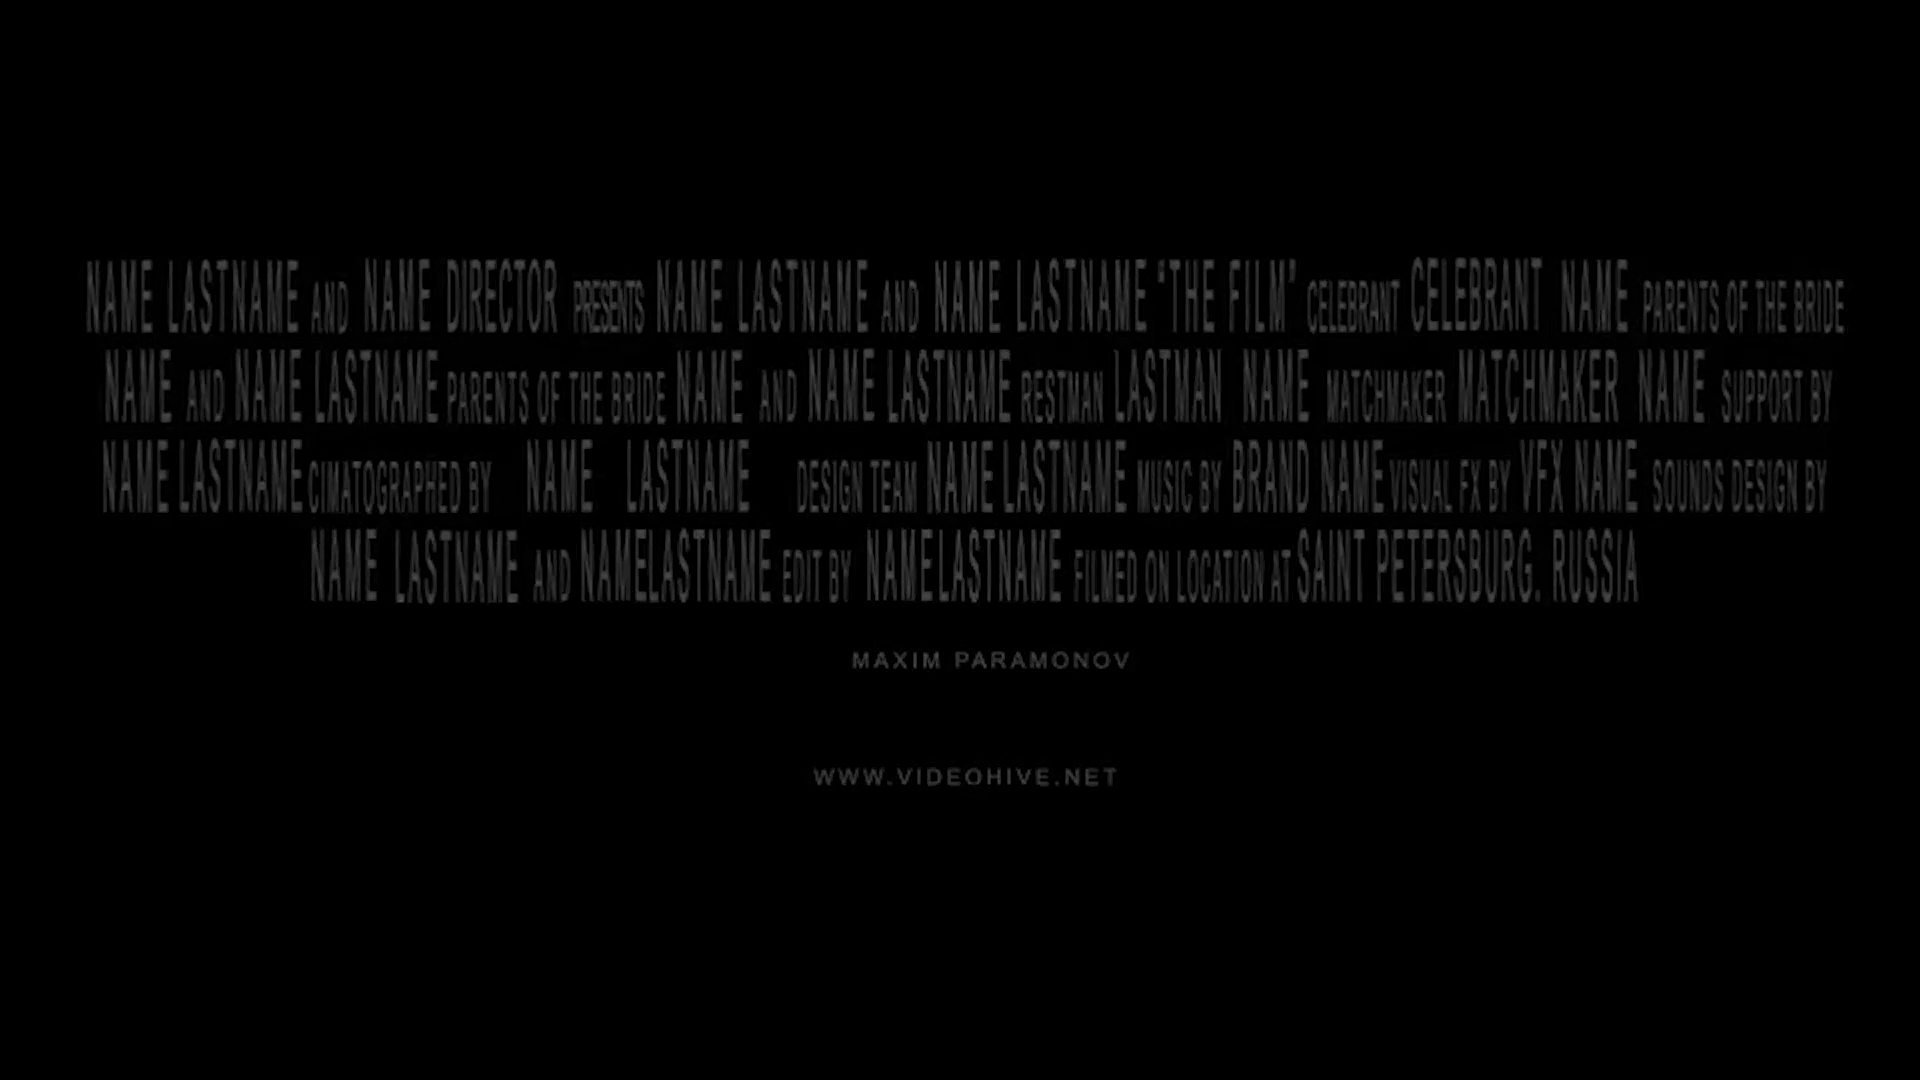 NAME LASTNAME AND NAME DIRECTOR PRESENTS NAME LASTNAME AND NAME LASTNAME "THE FILM" CELEBRANT CELEBRANT NAME PARENTS OF THE BRIDE
NAME AND NAME LASTNAME PARENTS OF THE BRIDE NAME AND NAME LASTNAME RESTMAN LASTMAN NAME MATCHMAKER MATCHMAKER NAME SUPPORT BY
NAME LASTNAME CIMATOGRAPHED BY NAME LASTNAME DESIGN TEAM NAME LASTNAME MUSIC BY BRAND NAME VISUAL FX BY VFX NAME SOUNDS DESIGN BY
NAME LASTNAME AND NAMELASTNAME EDIT BY NAMELASTNAME FILMED ON LOCATION AT SAINT PETERSBURG. RUSSIA
MAXIM PARAMONOV
WWW.VIDEOHIVE.NET